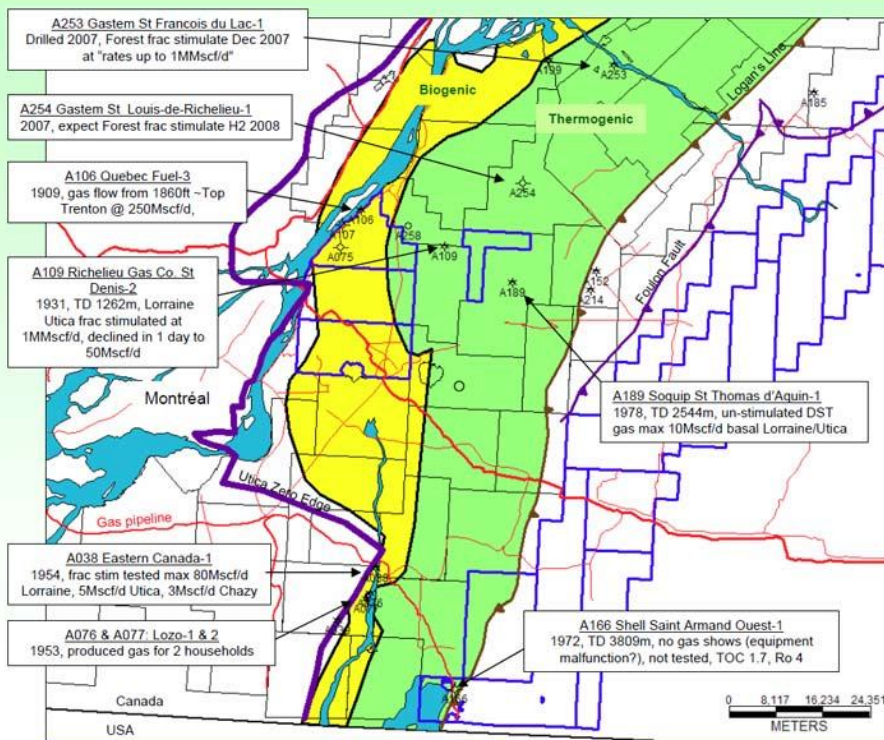 A253 Gastem St Francois du Lac-1
Drilled 2007, Forest frac stimulate Dec 2007
at "rates up to 1MMscf/d"
A254 Gastem St Louis-de-Richelieu-1
2007, expect Forest frac stimulate H2 2008
A106 Quebec Fuel-3
1909, gas flow from 1860ft ~Top
Trenton @ 250Mscf/d,
A109 Richelieu Gas Co. St
Denis-2
1931, TD 1262m, Lorraine
Utica frac stimulated at
1MMscf/d, declined in 1 day to
50Mscf/d
Montréal
Utica Zero Edge
Gas pipeline
A038 Eastern Canada-1
1954, frac stim tested max 80Mscf/d
Lorraine, 5Mscf/d Utica, 3Mscf/d Chazy
A076 & A077: Lozo-1 & 2
1953, produced gas for 2 households
Canada
USA
Biogenic
Thermogenic
A199
A253
Logan's Line
A185
A254
A106
A107
A258
A075
A109
A189
A152
A214
Foulon Fault
A189 Soquip St Thomas d'Aquin-1
1978, TD 2544m, un-stimulated DST
gas max 10Mscf/d basal Lorraine/Utica
A166 Shell Saint Armand Ouest-1
1972, TD 3809m, no gas shows (equipment
malfunction?), not tested, TOC 1.7, Ro 4
A166
0 8,117 16,234 24,351
METERS